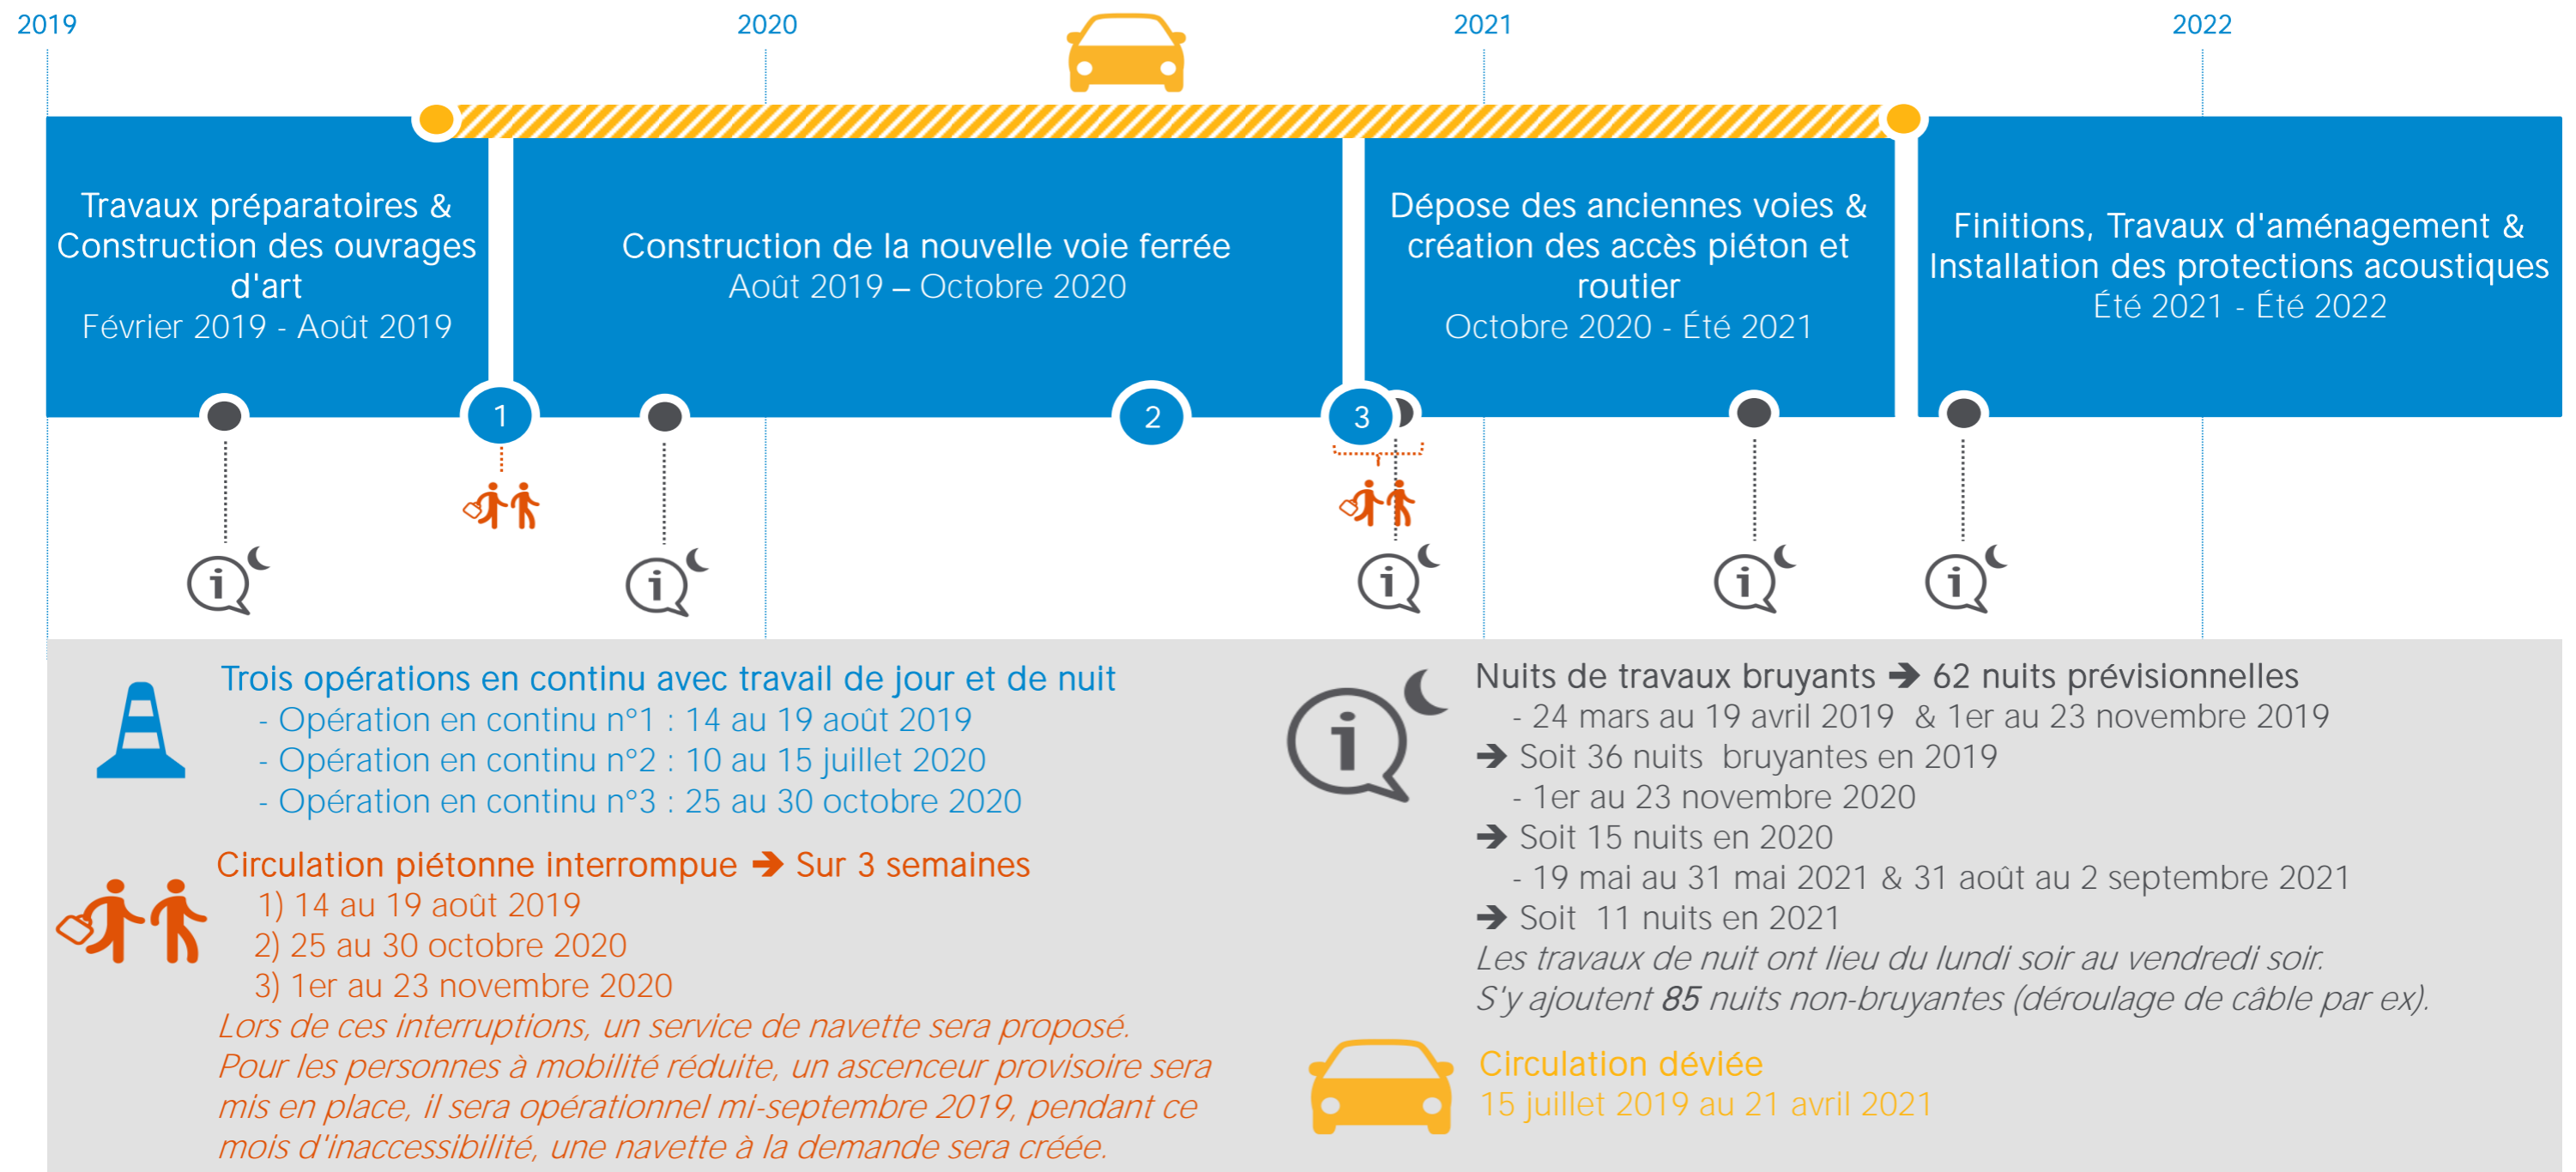 2019
2020
2021
2022
Travaux préparatoires &
Construction des ouvrages
d'art
Février 2019 - Août 2019
Construction de la nouvelle voie ferrée
Août 2019 – Octobre 2020
Dépose des anciennes voies &
création des accès piéton et
routier
Octobre 2020 - Été 2021
Finitions, Travaux d'aménagement &
Installation des protections acoustiques
Été 2021 - Été 2022
1
2
3
i
i
i
i
i
Trois opérations en continu avec travail de jour et de nuit
- Opération en continu n°1 : 14 au 19 août 2019
- Opération en continu n°2 : 10 au 15 juillet 2020
- Opération en continu n°3 : 25 au 30 octobre 2020
Circulation piétonne interrompue ➔ Sur 3 semaines
1) 14 au 19 août 2019
2) 25 au 30 octobre 2020
3) 1er au 23 novembre 2020
Lors de ces interruptions, un service de navette sera proposé.
Pour les personnes à mobilité réduite, un ascenceur provisoire sera
mis en place, il sera opérationnel mi-septembre 2019, pendant ce
mois d'inaccessibilité, une navette à la demande sera créée.
i
Nuits de travaux bruyants ➔ 62 nuits prévisionnelles
- 24 mars au 19 avril 2019 & 1er au 23 novembre 2019
➔ Soit 36 nuits bruyantes en 2019
- 1er au 23 novembre 2020
➔ Soit 15 nuits en 2020
- 19 mai au 31 mai 2021 & 31 août au 2 septembre 2021
➔ Soit 11 nuits en 2021
Les travaux de nuit ont lieu du lundi soir au vendredi soir.
S'y ajoutent 85 nuits non-bruyantes (déroulage de câble par ex).
Circulation déviée
15 juillet 2019 au 21 avril 2021